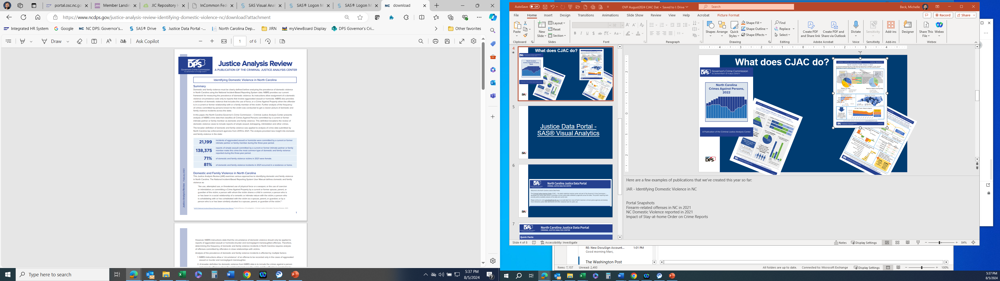 portal.osc.nc.go
Member Landin
JIC Repository H
InCommon Fed
SAS Visual Anal
SAS® Logon M
SAS® Logon M
NC download
https://www.ncdps.gov/justice-analysis-review-identifying-domestic-violence-nc/download?attachment
Integrated HR System
Google
NC DPS: Governor's...
SAS® Drive
Justice Data Portal -...
North Carolina Dep...
JIRN
myViewBoard Display
DPS Governor's Cri...
Other favorites
Draw
Ask Copilot
1 of 6
DPS
Governor's Crime Commission
NC DEPARTMENT OF PUBLIC SAFETY
Justice Analysis Review
A PUBLICATION OF THE CRIMINAL JUSTICE ANALYSIS CENTER
Identifying Domestic Violence in North Carolina
Summary
Domestic and family violence must be clearly defined before analyzing the prevalence of domestic violence
in North Carolina using the National Incident-Based Reporting System data. NIBRS provides our current
framework for measuring the prevalence of domestic violence. Its instructions allow assignment of a domestic
violence circumstance code only to reports that involve aggravated assault or homicide. NIBRS also provides
a definition of domestic violence that includes the use of force, or a Crime Against Property when the offender
is in a current or former relationship with or a family member of the victim. Further analysis of the frequency
of crimes committed by persons known to the victim was conducted to get a clearer picture of domestic and
family violence incidents across the state.
In this paper, the North Carolina Governor's Crime Commission – Criminal Justice Analysis Center presents
analysis of NIBRS crime data that classifies all Crimes Against Persons committed by a current or former
intimate partner or family member as domestic and family violence. This definition broadens the review of
domestic violence cases to include reports of simple assault, kidnapping, intimidation and other crimes.
The broader definition of domestic and family violence was applied to analysis of crime data submitted by
North Carolina law enforcement agencies from 2019 to 2021. The analysis provided new insight into domestic
and family violence in the state:
21,199 incidents of aggravated assault or homicide were committed by a current or former
intimate partner or family member during the three-year period.
138,375 reports of simple assault committed by a current or former intimate partner or family
member make this crime the most common type of domestic and family violence
reported during the three-year period.
71% of domestic and family violence victims in 2021 were female.
81% of domestic and family violence incidents in 2021 occurred in a residence or home.
Domestic and Family Violence in North Carolina
This Justice Analysis Review (JAR) examines various approaches to identifying domestic and family violence
in North Carolina. The National Incident-Based Reporting System User Manual defines domestic and family
violence as:
"the use, attempted use, or threatened use of physical force or a weapon; or the use of coercion
or intimidation; or committing a Crime Against Property by a current or former spouse, parent, or
guardian of the victim; a person with whom the victim shares a child in common; a person who is
or has been in a social relationship of a romantic or intimate nature with the victim; a person who
is cohabitating with or has cohabitated with the victim as a spouse, parent, or guardian; or by a
person who is or has been similarly situated to a spouse, parent, or guardian of the victim."
Justice Analysis Review February 2023
1
However, NIBRS instructions state that the circumstance of domestic violence should only be applied to
reports of aggravated assault or homicide (murder and nonnegligent manslaughter) offenses. Therefore,
determining the frequency of domestic and family violence incidents in North Carolina requires analysis
of offenses committed by offenders in close relationships with victims.
Analysis of the prevalence of domestic and family violence incidents is affected by multiple factors:
1. NIBRS instructions allow a 'circumstance' of an offense to be recorded only in the cases of aggravated
assault or murder and nonnegligent manslaughter.
2. A broader definition for domestic violence from NIBRS data is to include the crimes against a person
Type here to search
5:37 PM
8/5/2024
AutoSave Off
OVP August2024 CJAC Dat • Saved to I: Drive
Search
Beck, Michelle
File Home Insert Design Transitions Animations Slide Show Review View Help Acrobat Picture Format
Record
Share
Paste
Clipboard
New Slide
Layout
Reset
Section
Slides
32
Font
Paragraph
Shapes
Arrange
Quick Styles
Shape Fill
Shape Outline
Shape Effects
Drawing
Find
Replace
Select
Editing
Create PDF and Share link
Create PDF and Share via Outlook
Adobe Acrobat
Dictate
Voice
Sensitivity
Sensitivity
Add-ins
Add-ins
Designer
Share This File
Webex
Webex
4
What does CJAC do?
5
Justice Data Portal -
SAS® Visual Analytics
6
North Carolina Justice Data Portal
CRIMINAL JUSTICE ANALYSIS CENTER
7
North Carolina Justice Data Portal
CRIMINAL JUSTICE ANALYSIS CENTER
Quick Facts
What does CJAC do?
Governor's Crime Commission
NC DEPARTMENT OF PUBLIC SAFETY
North Carolina
Crimes Against Persons,
2022
A Publication of the Criminal Justice Analysis Center
DPS
North Carolina Traffic Stops in 2022
Here are a few examples of publications that we've created this year so far:
JAR - Identifying Domestic Violence in NC
Portal Snapshots
Firearm-related offenses in NC in 2021
NC Domestic Violence reported in 2021
Impact of Stay-at-home Order on Crime Reports
Slide 4 of 8
Accessibility: Investigate
Notes
Display Settings
84%
RE: New DocuSign Account...
1:01 PM
Good morning Marc,
The Washington Post
Items: 7,157
Unread: 2,493
All folders are up to date.
Connected to: Microsoft Exchange
Display Settings
100%
5:37 PM
8/5/2024